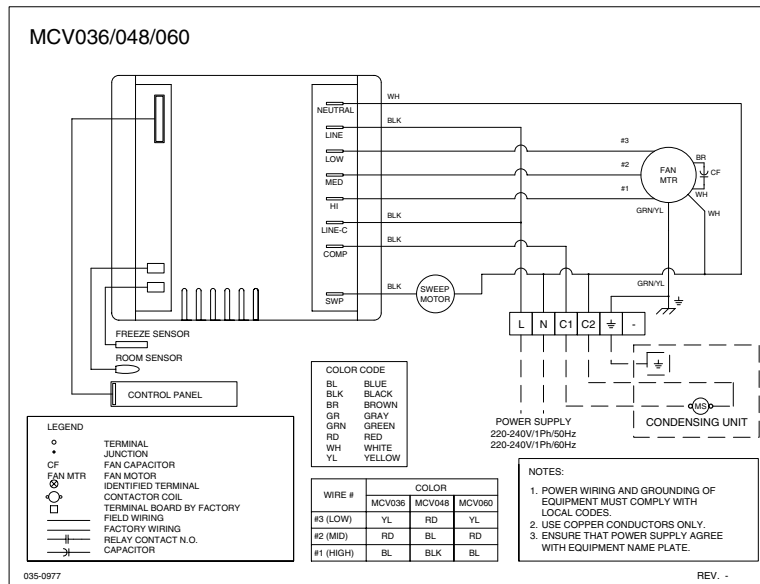 MCV036/048/060
NEUTRAL
LINE
LOW
MED
HI
LINE-C
COMP
SWP
WH
BLK
#3
#2
#1
BLK
BLK
BLK
SWEEP
MOTOR
FAN
MTR
BR
CF
WH
GRN/YL
WH
GRN/YL
L N C1 C2 -
FREEZE SENSOR
ROOM SENSOR
CONTROL PANEL
POWER SUPPLY
220-240V/1Ph/50Hz
220-240V/1Ph/60Hz
MS
CONDENSING UNIT
COLOR CODE
BL BLUE
BLK BLACK
BR BROWN
GR GRAY
GRN GREEN
RD RED
WH WHITE
YL YELLOW
LEGEND
TERMINAL
JUNCTION
CF FAN CAPACITOR
FAN MTR FAN MOTOR
IDENTIFIED TERMINAL
CONTACTOR COIL
TERMINAL BOARD BY FACTORY
FIELD WIRING
FACTORY WIRING
RELAY CONTACT N.O.
CAPACITOR
WIRE # COLOR
MCV036 MCV048 MCV060
#3 (LOW) YL RD YL
#2 (MID) RD BL RD
#1 (HIGH) BL BLK BL
NOTES:
1. POWER WIRING AND GROUNDING OF
EQUIPMENT MUST COMPLY WITH
LOCAL CODES.
2. USE COPPER CONDUCTORS ONLY.
3. ENSURE THAT POWER SUPPLY AGREE
WITH EQUIPMENT NAME PLATE.
035-0977
REV. -